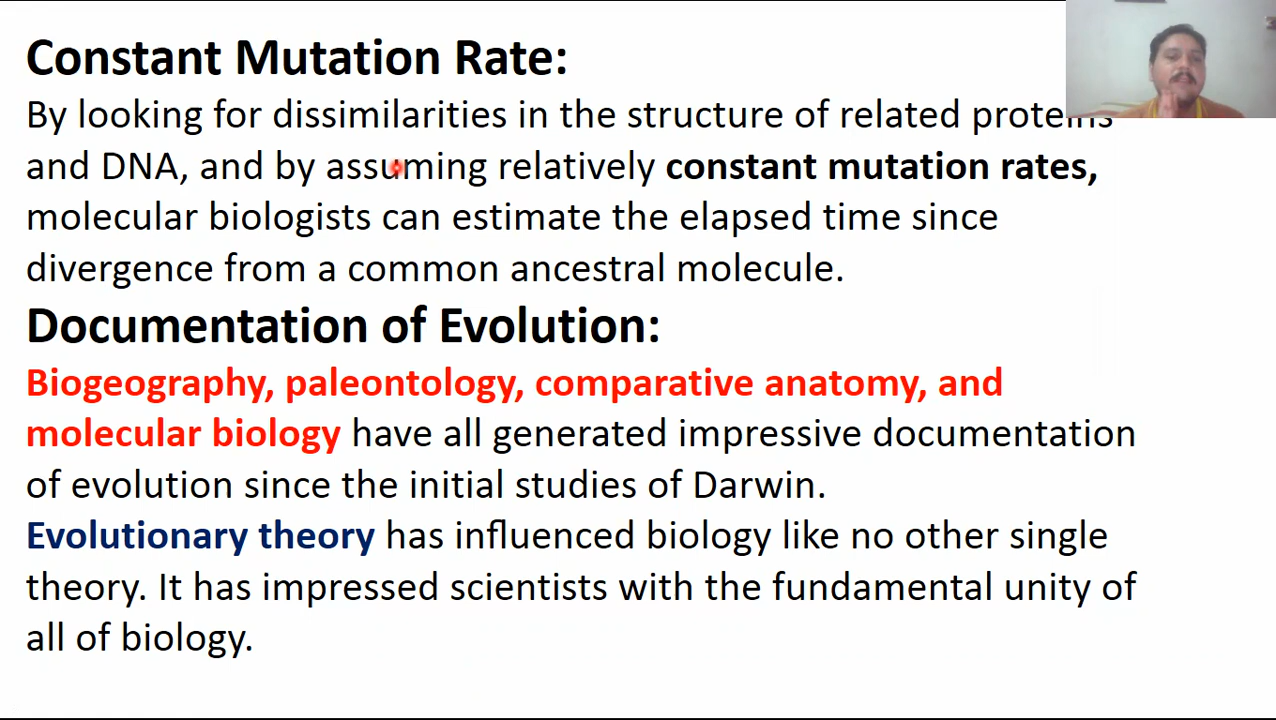 Constant Mutation Rate:
By looking for dissimilarities in the structure of related proteins
and DNA, and by assuming relatively constant mutation rates,
molecular biologists can estimate the elapsed time since
divergence from a common ancestral molecule.
Documentation of Evolution:
Biogeography, paleontology, comparative anatomy, and
molecular biology have all generated impressive documentation
of evolution since the initial studies of Darwin.
Evolutionary theory has influenced biology like no other single
theory. It has impressed scientists with the fundamental unity of
all of biology.